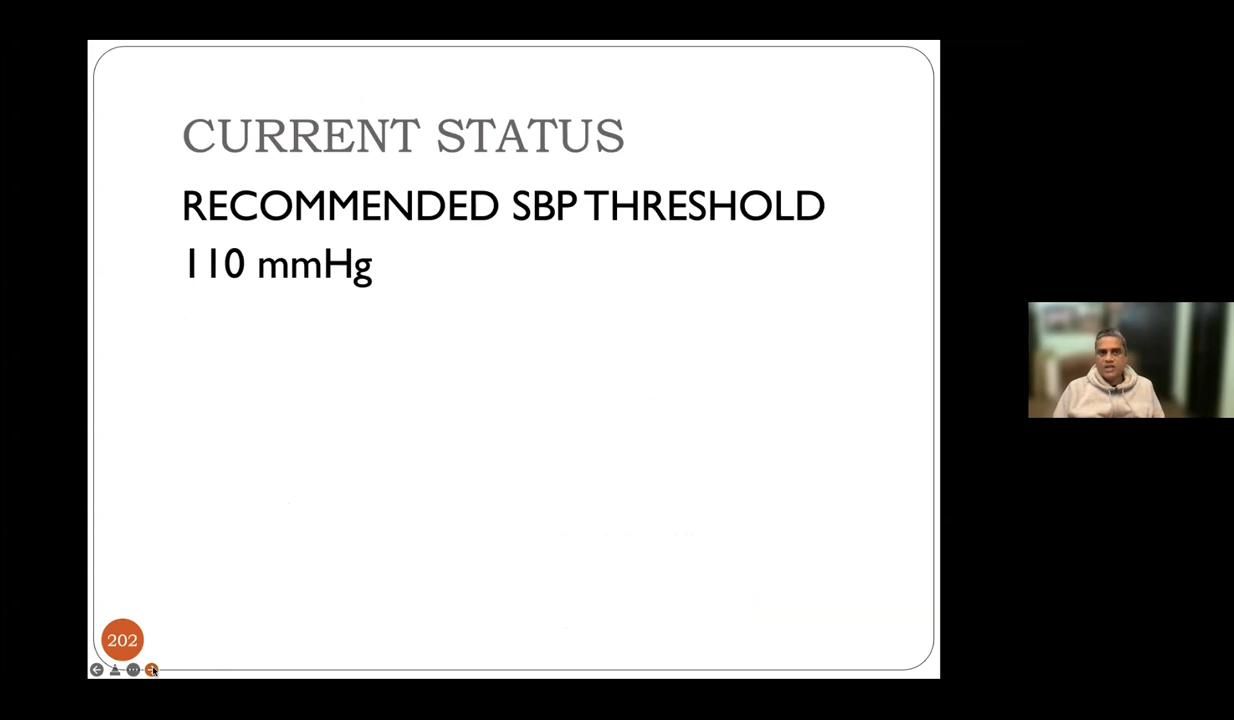 CURRENT STATUS
RECOMMENDED SBP THRESHOLD
110 mmHg
202